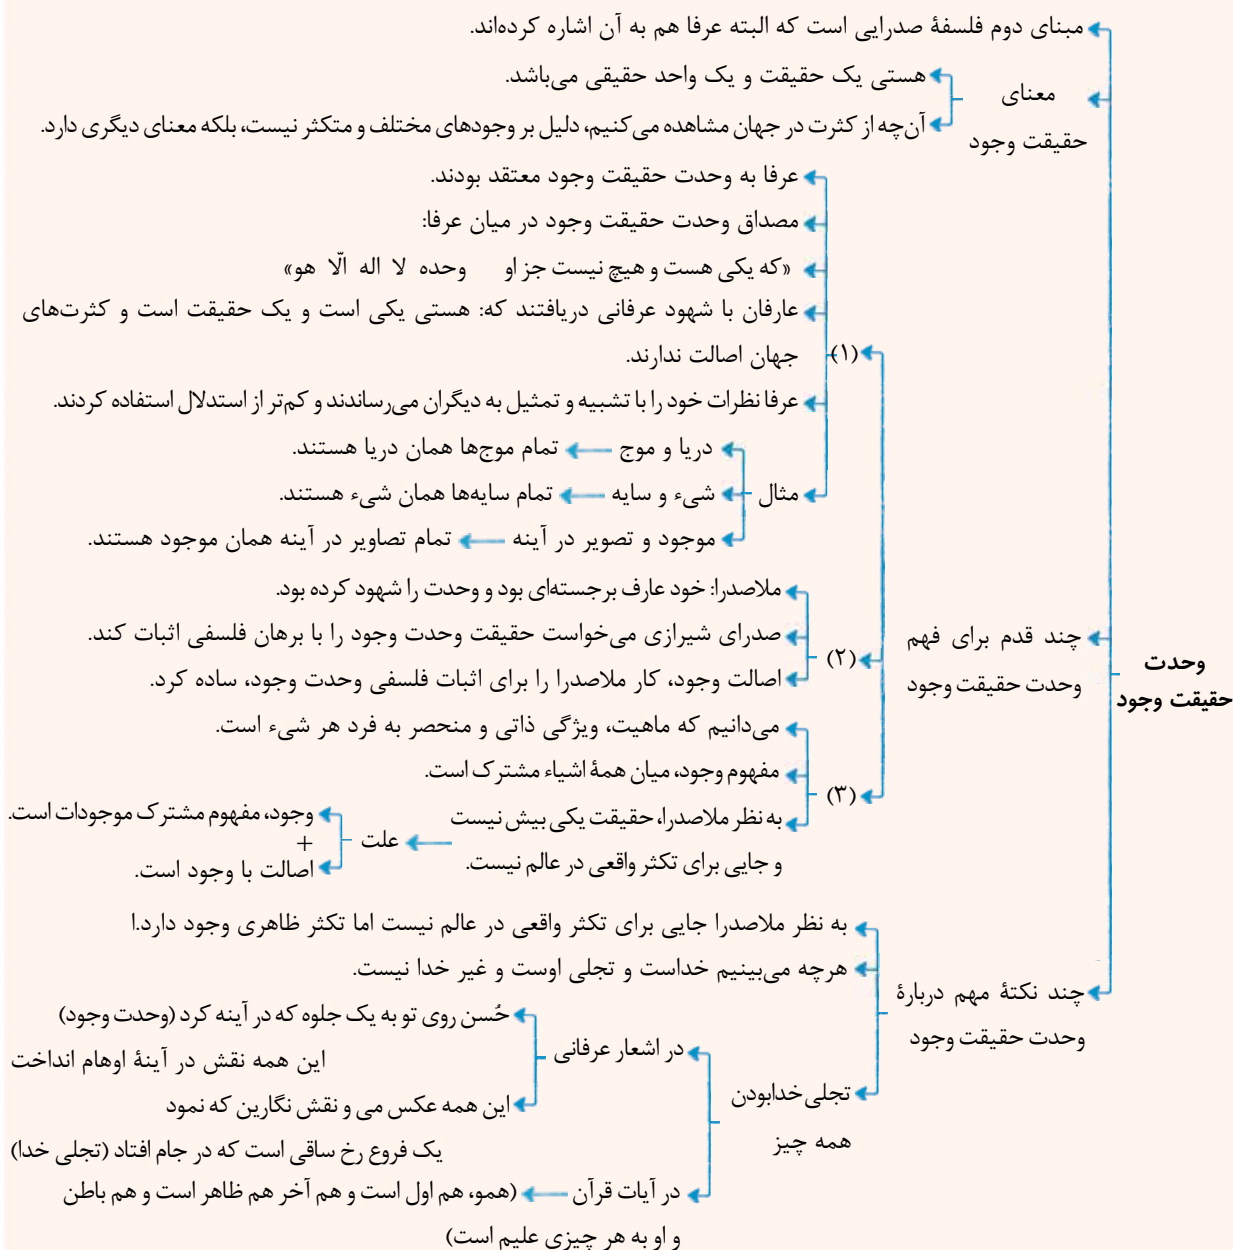 وحدت
حقیقت وجود
مبنای دوم فلسفهٔ صدرایی است که البته عرفا هم به آن اشاره کرده‌اند.
معنای
حقیقت وجود
هستی یک حقیقت و یک واحد حقیقی می‌باشد.
آن‌چه از کثرت در جهان مشاهده می‌کنیم، دلیل بر وجودهای مختلف و متکثر نیست، بلکه معنای دیگری دارد.
چند قدم برای فهم
وحدت حقیقت وجود
(۱)
عرفا به وحدت حقیقت وجود معتقد بودند.
مصداق وحدت حقیقت وجود در میان عرفا:
«که یکی هست و هیچ نیست جز او وحده لا اله الّا هو»
عارفان با شهود عرفانی دریافتند که: هستی یکی است و یک حقیقت است و کثرت‌های
جهان اصالت ندارند.
عرفا نظرات خود را با تشبیه و تمثیل به دیگران می‌رساندند و کم‌تر از استدلال استفاده کردند.
مثال
دریا و موج تمام موج‌ها همان دریا هستند.
شیء و سایه تمام سایه‌ها همان شیء هستند.
موجود و تصویر در آینه تمام تصاویر در آینه همان موجود هستند.
(۲)
ملاصدرا: خود عارف برجسته‌ای بود و وحدت را شهود کرده بود.
صدرای شیرازی می‌خواست حقیقت وحدت وجود را با برهان فلسفی اثبات کند.
اصالت وجود، کار ملاصدرا را برای اثبات فلسفی وحدت وجود، ساده کرد.
(۳)
می‌دانیم که ماهیت، ویژگی ذاتی و منحصر به فرد هر شیء است.
مفهوم وجود، میان همهٔ اشیاء مشترک است.
به نظر ملاصدرا، حقیقت یکی بیش نیست
و جایی برای تکثر واقعی در عالم نیست.
علت
وجود، مفهوم مشترک موجودات است.
+
اصالت با وجود است.
چند نکتهٔ مهم دربارهٔ
وحدت حقیقت وجود
به نظر ملاصدرا جایی برای تکثر واقعی در عالم نیست اما تکثر ظاهری وجود دارد.ا
هرچه می‌بینیم خداست و تجلی اوست و غیر خدا نیست.
تجلی خدابودن
همه چیز
در اشعار عرفانی
حُسن روی تو به یک جلوه که در آینه کرد (وحدت وجود)
این همه نقش در آینهٔ اوهام انداخت
این همه عکس می و نقش نگارین که نمود
یک فروغ رخ ساقی است که در جام افتاد (تجلی خدا)
در آیات قرآن (همو، هم اول است و هم آخر هم ظاهر است و هم باطن
و او به هر چیزی علیم است)